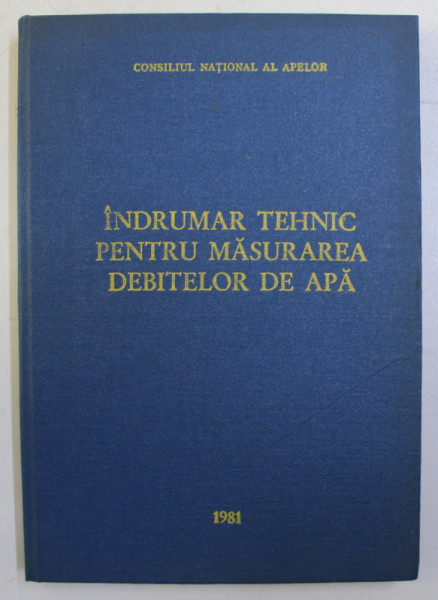 CONSILIUL NAȚIONAL AL APELOR
ÎNDRUMAR TEHNIC
PENTRU MĂSURAREA
DEBITELOR DE APĂ
1981